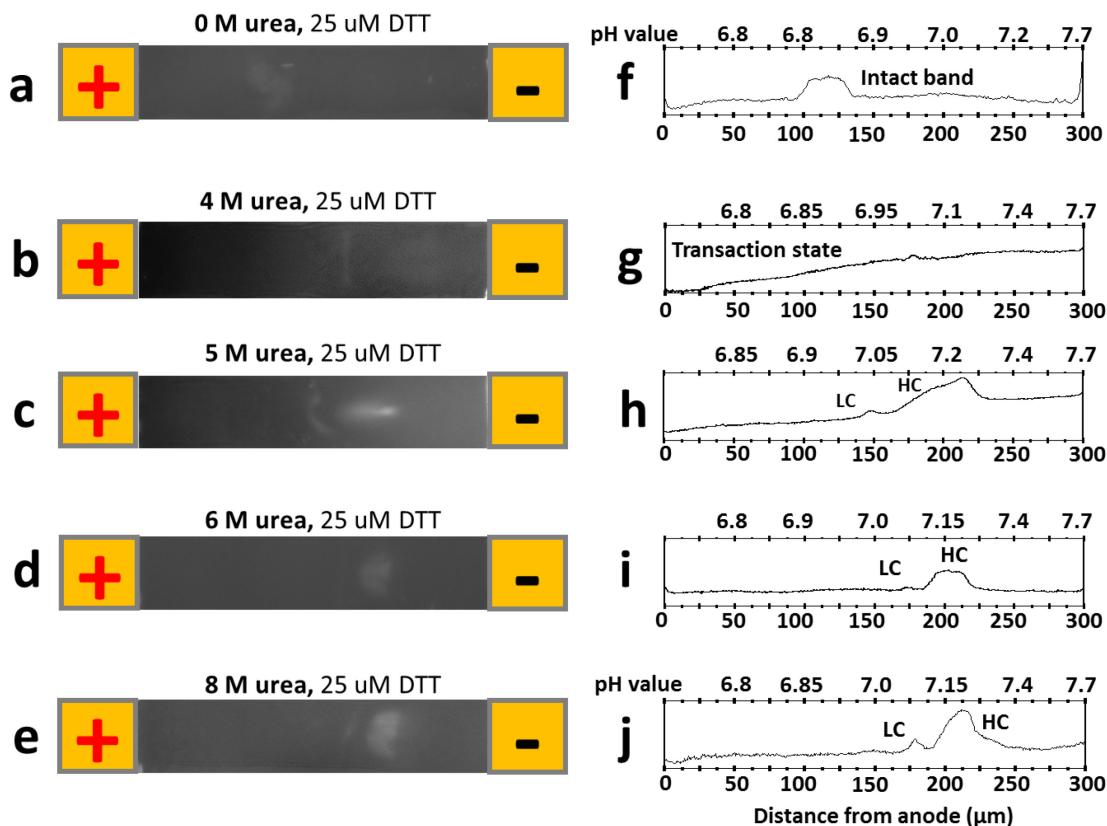 0 M urea, 25 uM DTT
a
+
-
4 M urea, 25 uM DTT
b
+
-
5 M urea, 25 uM DTT
c
+
-
6 M urea, 25 uM DTT
d
+
-
8 M urea, 25 uM DTT
e
+
-
pH value 6.8 6.8 6.9 7.0 7.2 7.7
f
Intact band
0 50 100 150 200 250 300
6.8 6.85 6.95 7.1 7.4 7.7
g
Transaction state
0 50 100 150 200 250 300
6.85 6.9 7.05 7.2 7.4 7.7
h
LC HC
0 50 100 150 200 250 300
6.8 6.9 7.0 7.15 7.4 7.7
i
LC HC
0 50 100 150 200 250 300
pH value 6.8 6.85 7.0 7.15 7.4 7.7
j
LC HC
0 50 100 150 200 250 300
Distance from anode (μm)